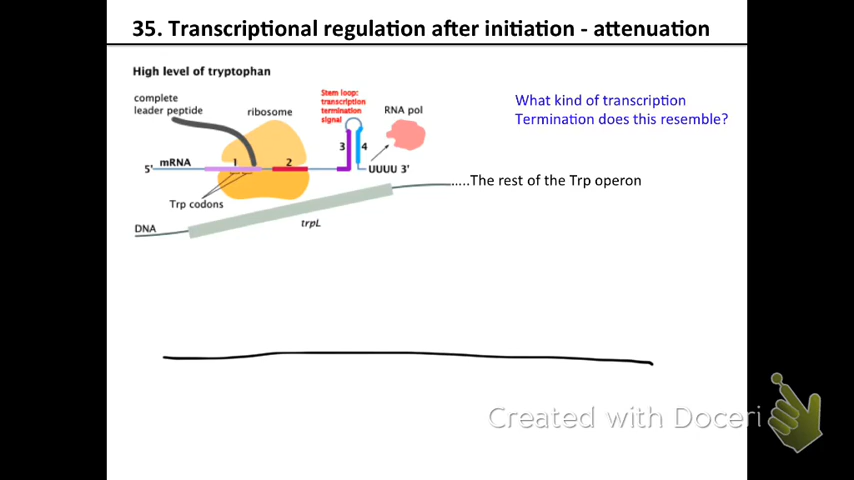 35. Transcriptional regulation after initiation - attenuation
High level of tryptophan
complete
leader peptide
ribosome
Stem loop:
transcription
termination
signal
RNA pol
What kind of transcription
Termination does this resemble?
3
4
5'
mRNA
1
2
UUUU 3'
Trp codons
.....The rest of the Trp operon
trpL
DNA
Created with Doceri